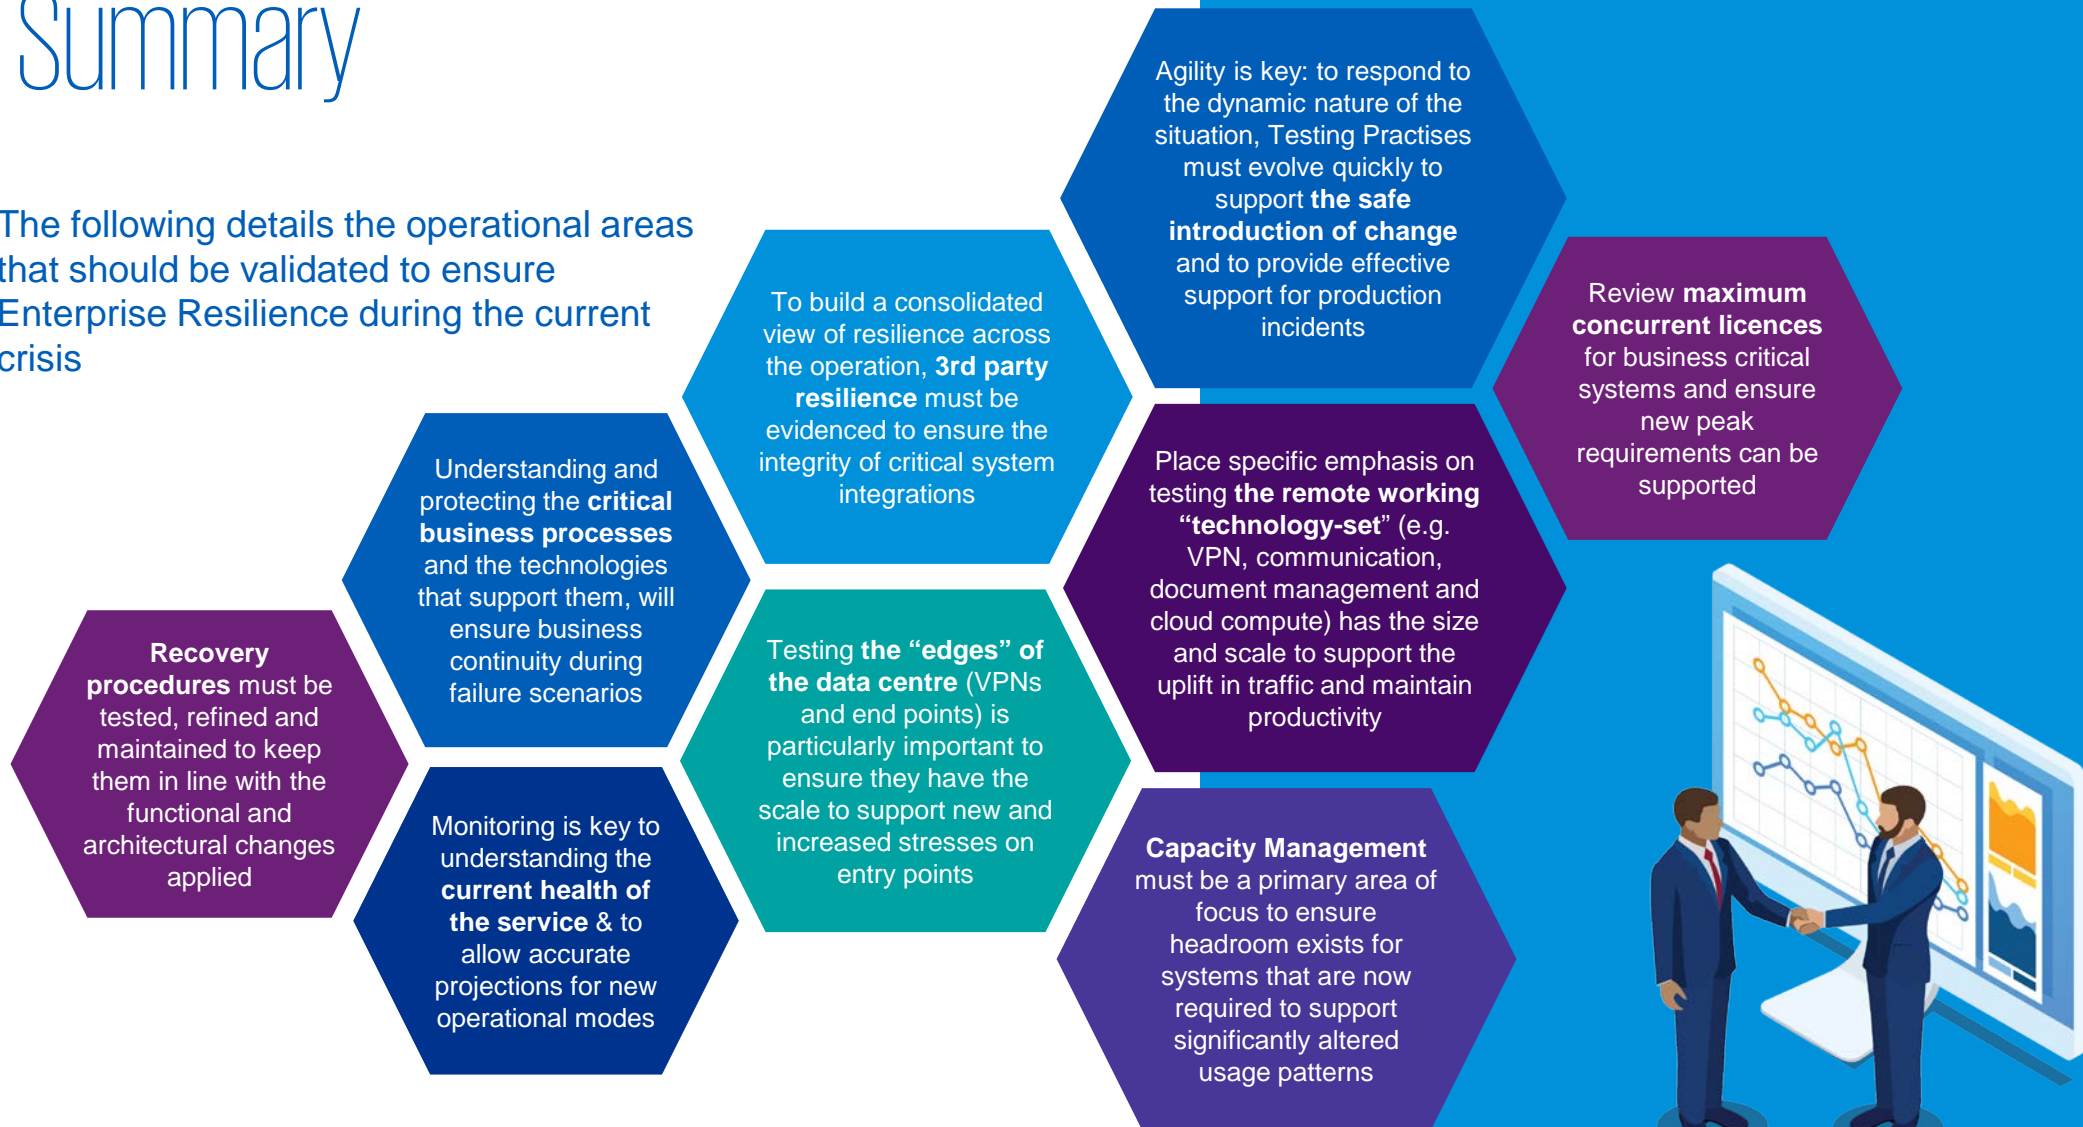 Summary
The following details the operational areas
that should be validated to ensure
Enterprise Resilience during the current
crisis
Recovery
procedures must be
tested, refined and
maintained to keep
them in line with the
functional and
architectural changes
applied
Understanding and
protecting the critical
business processes
and the technologies
that support them, will
ensure business
continuity during
failure scenarios
Monitoring is key to
understanding the
current health of
the service & to
allow accurate
projections for new
operational modes
To build a consolidated
view of resilience across
the operation, 3rd party
resilience must be
evidenced to ensure the
integrity of critical system
integrations
Testing the “edges” of
the data centre (VPNs
and end points) is
particularly important to
ensure they have the
scale to support new and
increased stresses on
entry points
Agility is key: to respond to
the dynamic nature of the
situation, Testing Practises
must evolve quickly to
support the safe
introduction of change
and to provide effective
support for production
incidents
Place specific emphasis on
testing the remote working
“technology-set” (e.g.
VPN, communication,
document management and
cloud compute) has the size
and scale to support the
uplift in traffic and maintain
productivity
Capacity Management
must be a primary area of
focus to ensure
headroom exists for
systems that are now
required to support
significantly altered
usage patterns
Review maximum
concurrent licences
for business critical
systems and ensure
new peak
requirements can be
supported